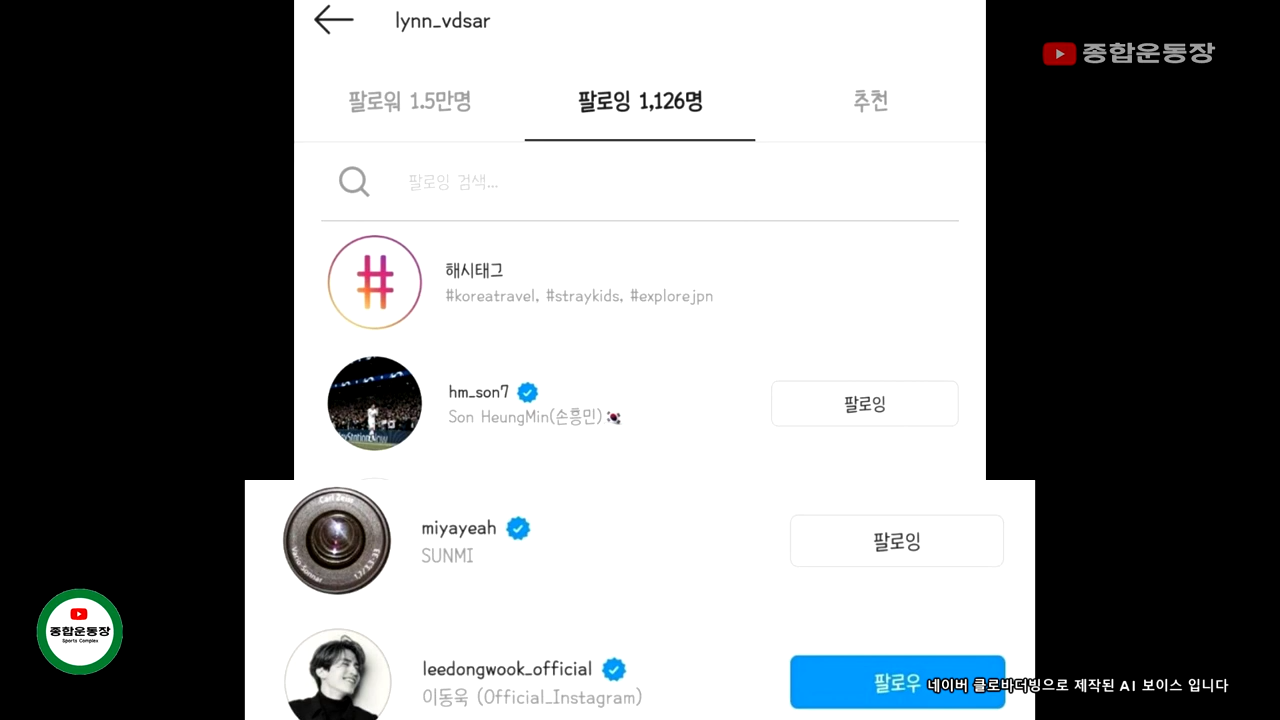 lynn_vdsar
종합운동장
팔로워 1.5만명
팔로잉 1,126명
추천
팔로잉 검색...
해시태그
#koreatravel, #straykids, #explorejpn
hm_son7
Son HeungMin(손흥민)🇰🇷
팔로잉
miyayeah
SUNMI
팔로잉
Carl Zeiss
종합운동장
Sports Complex
leedongwook_official
이동욱 (Official_Instagram)
팔로우
네이버 클로바더빙으로 제작된 AI 보이스 입니다